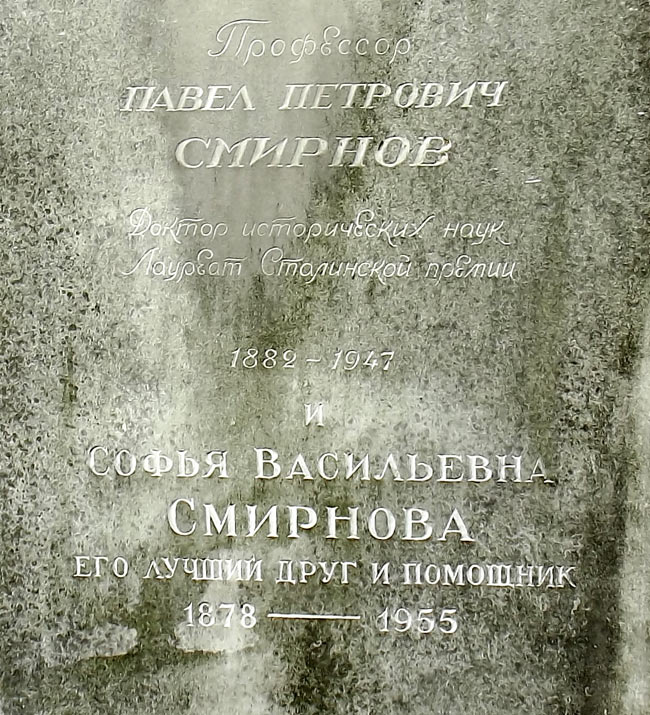 Профессор
ПАВЕЛ ПЕТРОВИЧ
СМИРНОВ
Доктор исторических наук
Лауреат Сталинской премии
1882 - 1947
И
СОФЬЯ ВАСИЛЬЕВНА
СМИРНОВА
ЕГО ЛУЧШИЙ ДРУГ И ПОМОЩНИК
1878 — 1955